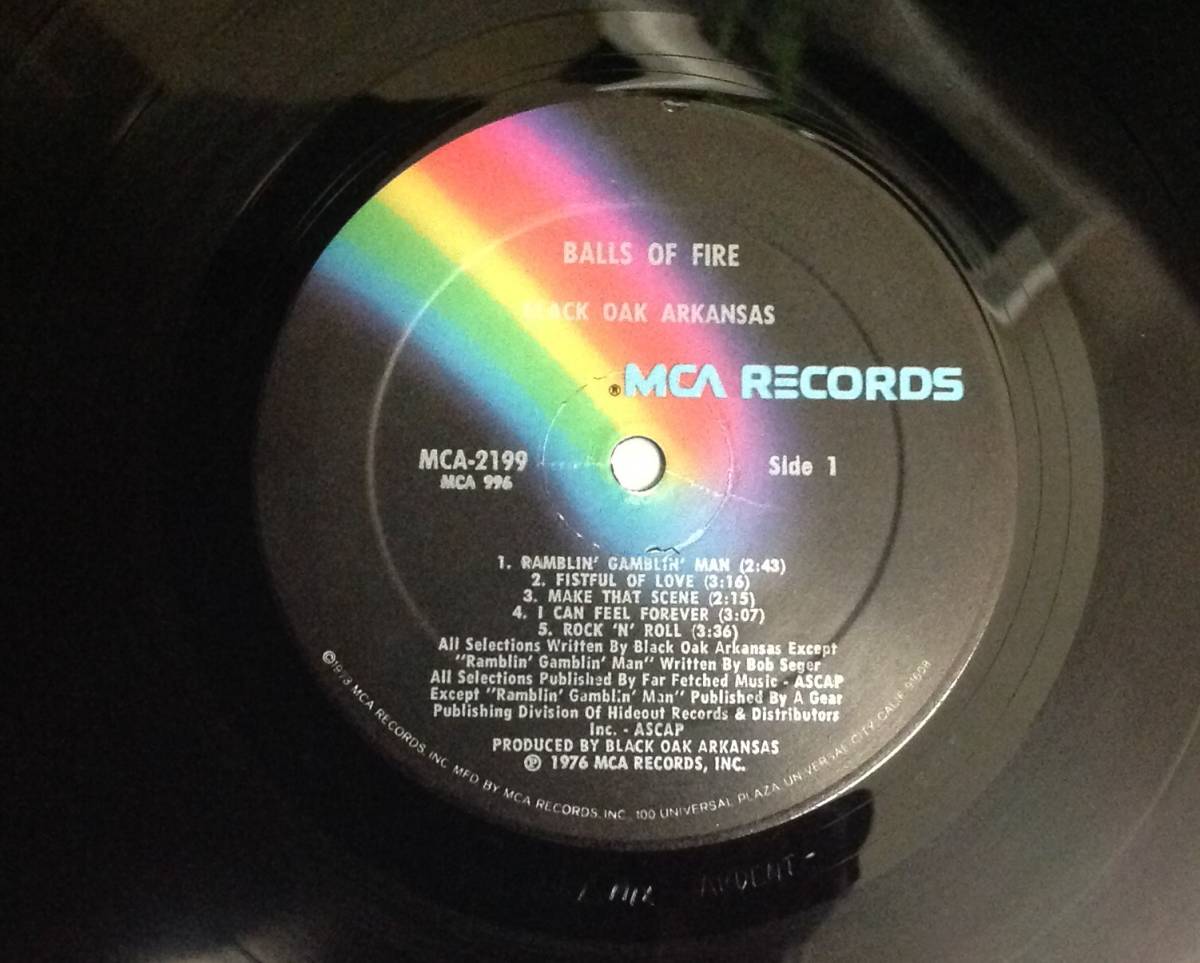 BALLS OF FIRE
BLACK OAK ARKANSAS
® MCA RECORDS
MCA-2199
MCA 996
Side 1
1. RAMBLIN' GAMBLIN' MAN (2:43)
2. FISTFUL OF LOVE (3:16)
3. MAKE THAT SCENE (2:15)
4. I CAN FEEL FOREVER (3:07)
5. ROCK 'N' ROLL (3:36)
All Selections Written By Black Oak Arkansas Except
"Ramblin' Gamblin' Man" Written By Bob Seger
All Selections Published By Far Fetched Music - ASCAP
Except "Ramblin' Gamblin' Man" Published By A Gear
Publishing Division Of Hideout Records & Distributors
Inc. - ASCAP
PRODUCED BY BLACK OAK ARKANSAS
℗ 1976 MCA RECORDS, INC.
©1973 MCA RECORDS, INC. MFD BY MCA RECORDS, INC. 100 UNIVERSAL PLAZA UNIVERSAL CITY, CALIF 91608
ARDENT-